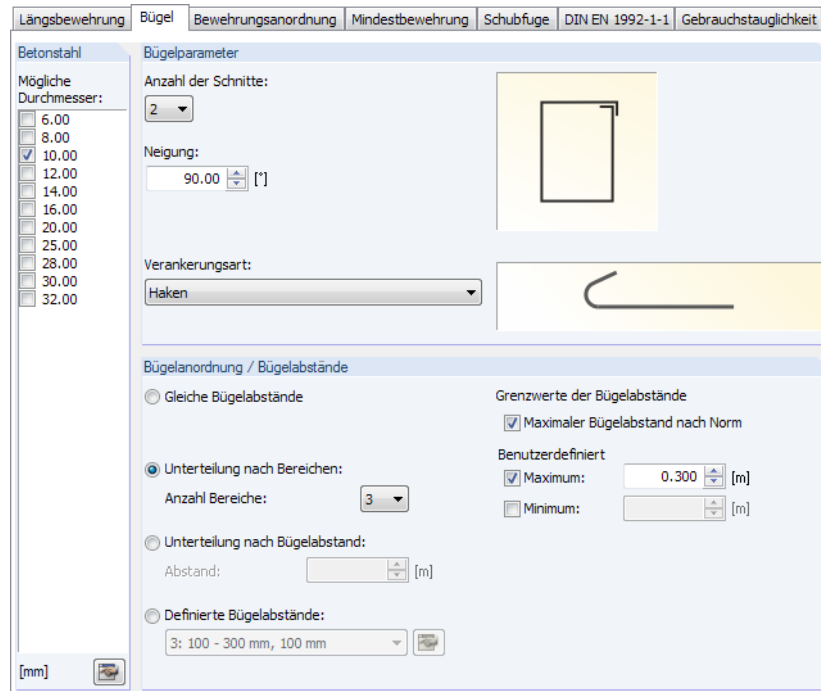 Längsbewehrung Bügel Bewehrungsanordnung Mindestbewehrung Schubfuge DIN EN 1992-1-1 Gebrauchstauglichkeit
Betonstahl
Mögliche
Durchmesser:
6.00
8.00
10.00
12.00
14.00
16.00
20.00
25.00
28.00
30.00
32.00
[mm]
Bügelparameter
Anzahl der Schnitte:
2
Neigung:
90.00 [°]
Verankerungsart:
Haken
Bügelanordnung / Bügelabstände
Gleiche Bügelabstände
Unterteilung nach Bereichen:
Anzahl Bereiche: 3
Unterteilung nach Bügelabstand:
Abstand: [m]
Definierte Bügelabstände:
3: 100 - 300 mm, 100 mm
Grenzwerte der Bügelabstände
Maximaler Bügelabstand nach Norm
Benutzerdefiniert
Maximum: 0.300 [m]
Minimum: [m]